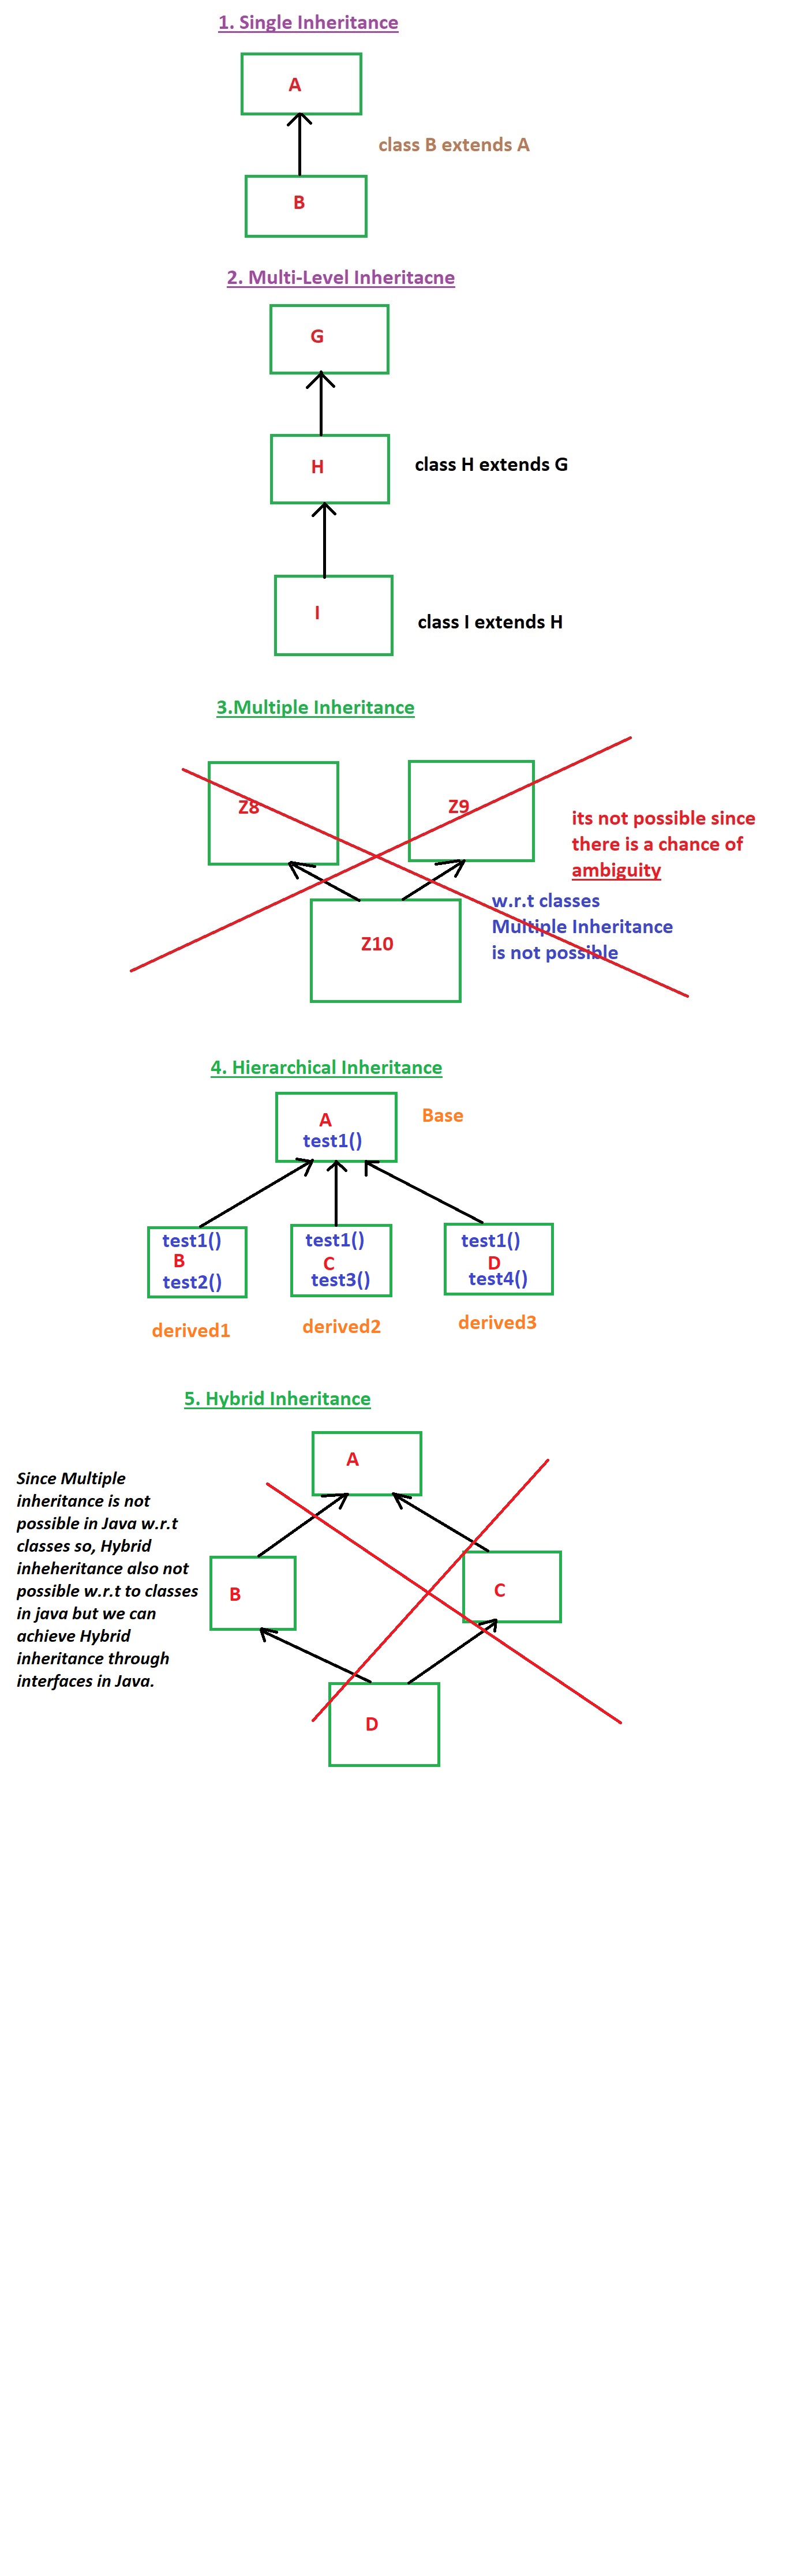 1. Single Inheritance
A
class B extends A
B
2. Multi-Level Inheritacne
G
H
class H extends G
I
class I extends H
3.Multiple Inheritance
Z8
Z9
its not possible since
there is a chance of
ambiguity
w.r.t classes
Multiple Inheritance
is not possible
Z10
4. Hierarchical Inheritance
A
test1()
Base
test1()
B
test2()
derived1
test1()
C
test3()
derived2
test1()
D
test4()
derived3
5. Hybrid Inheritance
A
Since Multiple
inheritance is not
possible in Java w.r.t
classes so, Hybrid
inheheritance also not
possible w.r.t to classes
in java but we can
achieve Hybrid
inheritance through
interfaces in Java.
B
C
D